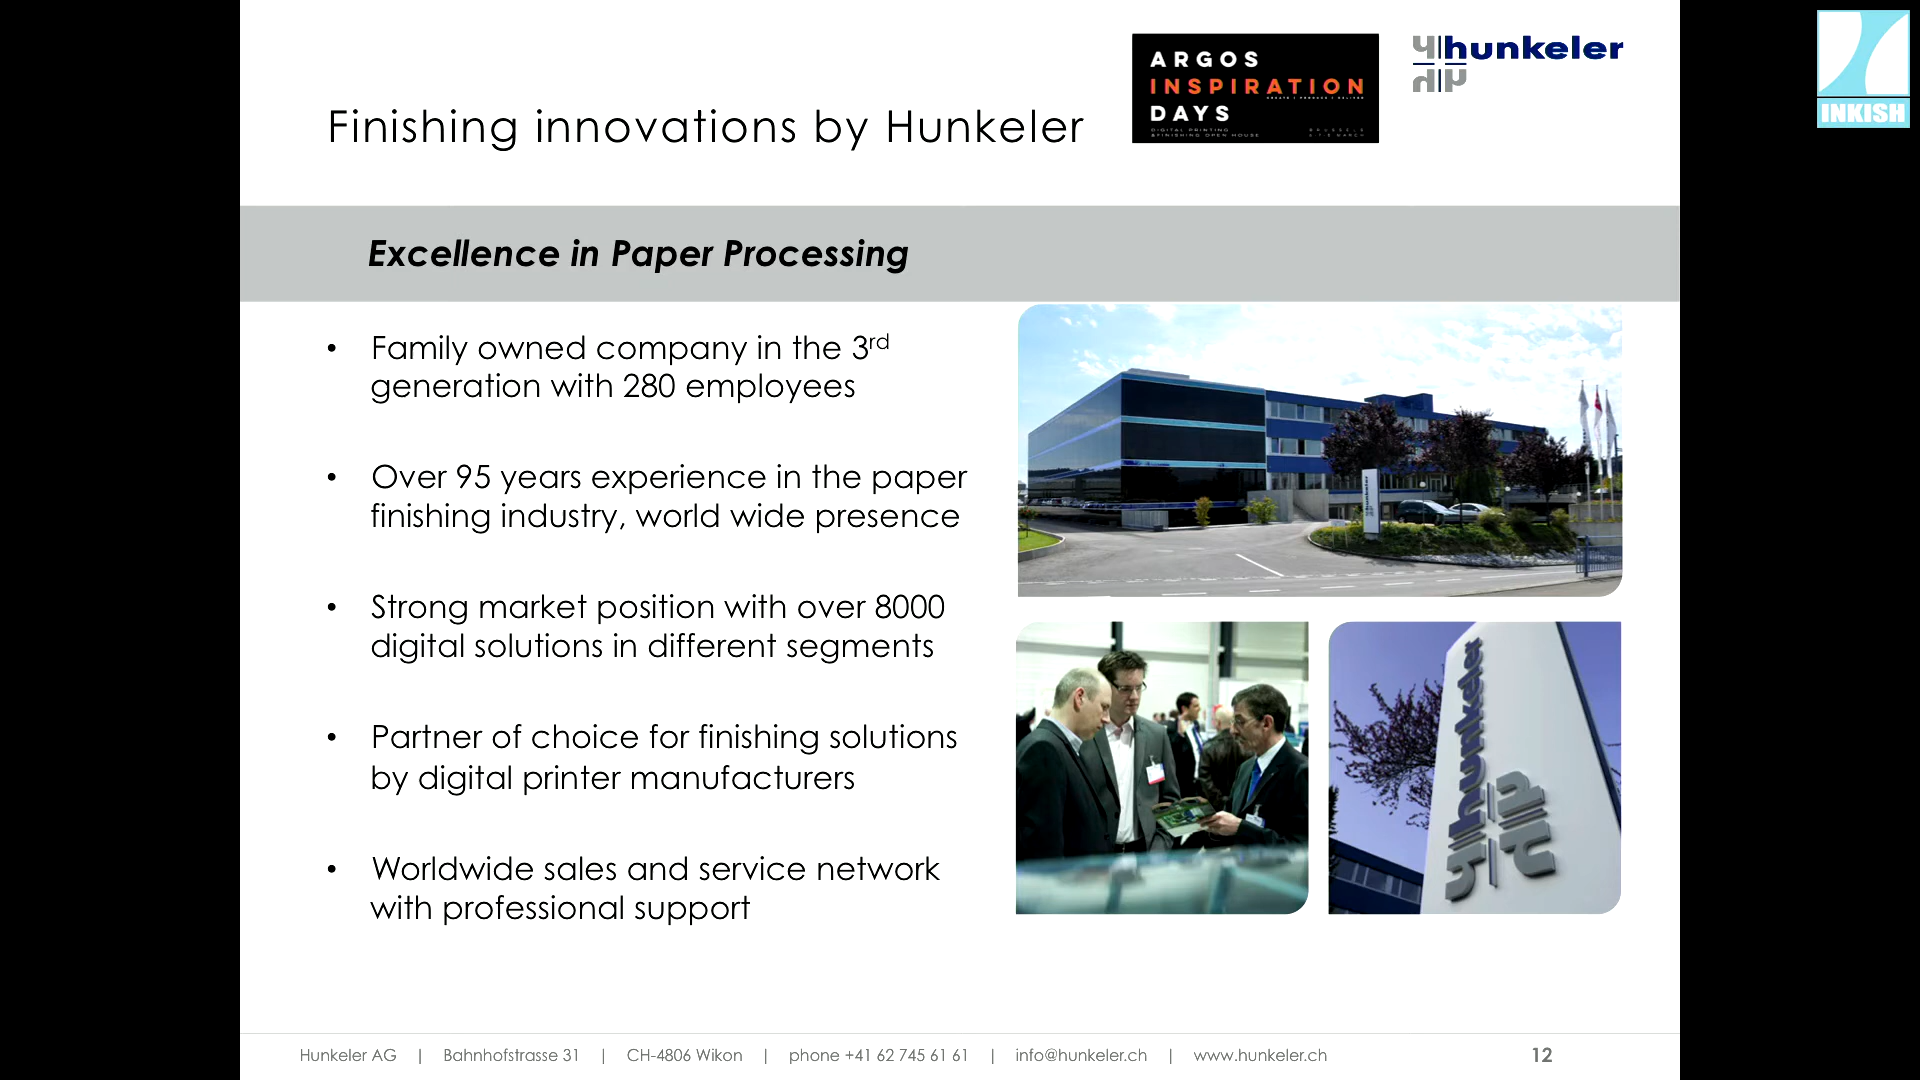 ARGOS
INSPIRATION
DAYS
DIGITAL PRINTING
&FINISHING OPEN HOUSE
BRUSSELS
hunkeler
INKISH
Finishing innovations by Hunkeler
Excellence in Paper Processing
• Family owned company in the 3rd
generation with 280 employees
• Over 95 years experience in the paper
finishing industry, world wide presence
• Strong market position with over 8000
digital solutions in different segments
• Partner of choice for finishing solutions
by digital printer manufacturers
• Worldwide sales and service network
with professional support
hunkeler
hunkeler
Hunkeler AG | Bahnhofstrasse 31 | CH-4806 Wikon | phone +41 62 745 61 61 | info@hunkeler.ch | www.hunkeler.ch 12